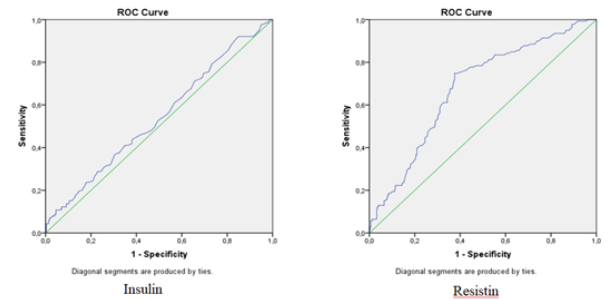 ROC Curve
1,0
0,8
0,6
0,4
0,2
0,0
Sensitivity
0,0 0,2 0,4 0,6 0,8 1,0
1 - Specificity
Diagonal segments are produced by ties.
Insulin
ROC Curve
1,0
0,8
0,6
0,4
0,2
0,0
Sensitivity
0,0 0,2 0,4 0,6 0,8 1,0
1 - Specificity
Diagonal segments are produced by ties.
Resistin